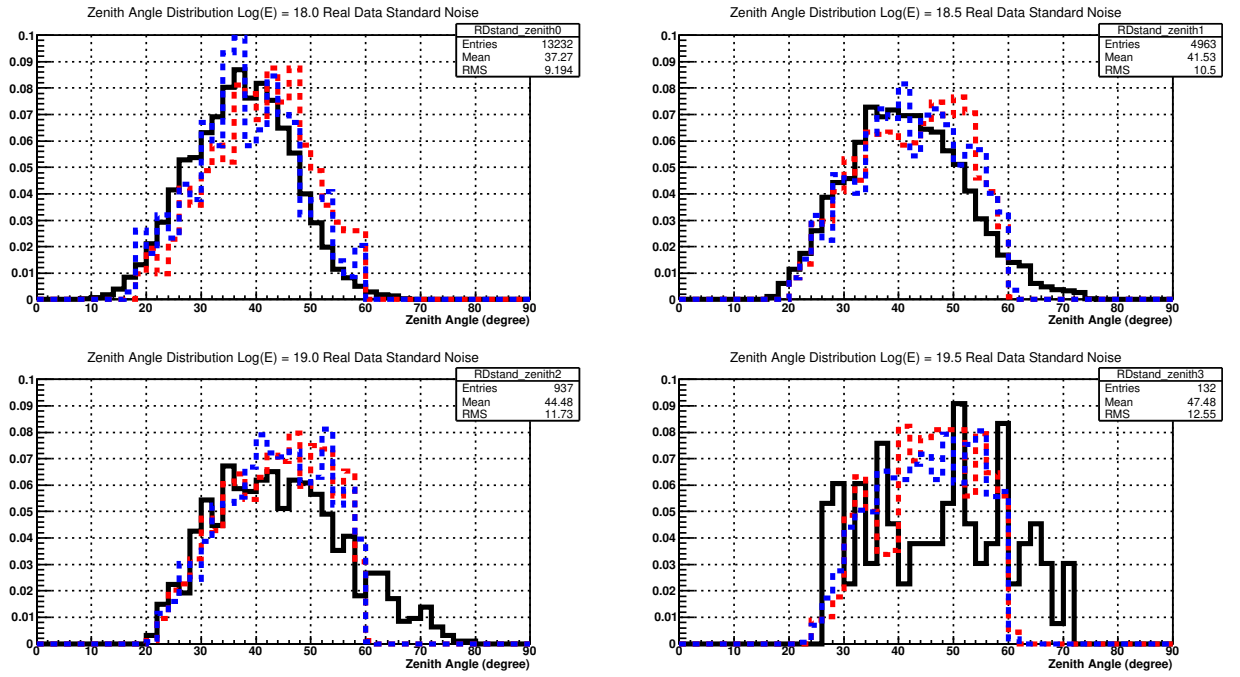 Zenith Angle Distribution Log(E) = 18.0 Real Data Standard Noise
RDstand_zenith0
Entries 13232
Mean 37.27
RMS 9.194
0.1
0.09
0.08
0.07
0.06
0.05
0.04
0.03
0.02
0.01
0
0 10 20 30 40 50 60 70 80 90
Zenith Angle (degree)
Zenith Angle Distribution Log(E) = 18.5 Real Data Standard Noise
RDstand_zenith1
Entries 4963
Mean 41.53
RMS 10.5
0.1
0.09
0.08
0.07
0.06
0.05
0.04
0.03
0.02
0.01
0
0 10 20 30 40 50 60 70 80 90
Zenith Angle (degree)
Zenith Angle Distribution Log(E) = 19.0 Real Data Standard Noise
RDstand_zenith2
Entries 937
Mean 44.48
RMS 11.73
0.1
0.09
0.08
0.07
0.06
0.05
0.04
0.03
0.02
0.01
0
0 10 20 30 40 50 60 70 80 90
Zenith Angle (degree)
Zenith Angle Distribution Log(E) = 19.5 Real Data Standard Noise
RDstand_zenith3
Entries 132
Mean 47.48
RMS 12.55
0.1
0.09
0.08
0.07
0.06
0.05
0.04
0.03
0.02
0.01
0
0 10 20 30 40 50 60 70 80 90
Zenith Angle (degree)